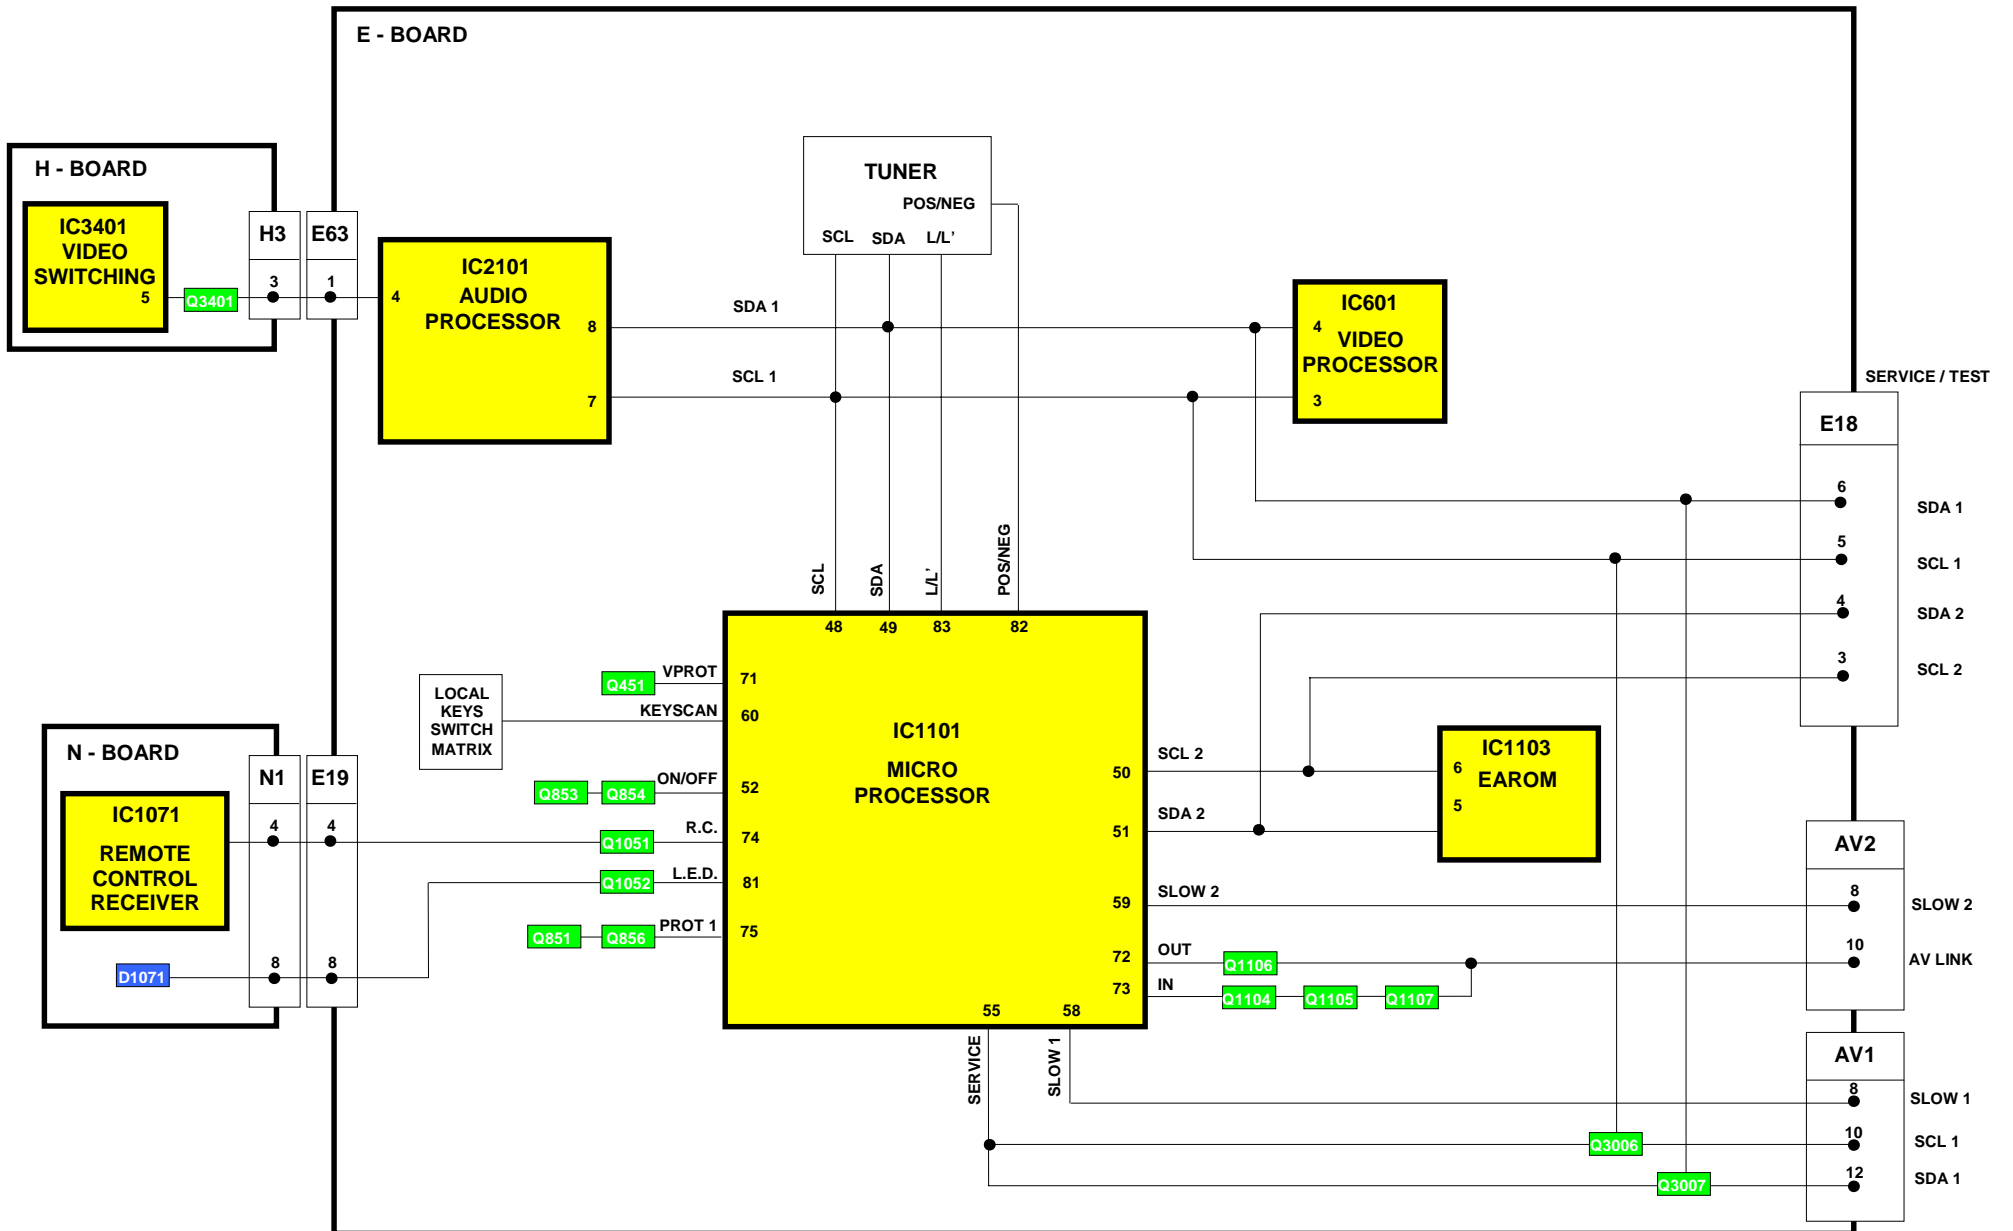 E - BOARD
H - BOARD
IC3401
VIDEO
SWITCHING
5
Q3401
H3
3
E63
1
IC2101
AUDIO
PROCESSOR
4
8
7
TUNER
POS/NEG
SCL SDA L/L'
SDA 1
SCL 1
IC601
4
VIDEO
PROCESSOR
3
SERVICE / TEST
E18
6
SDA 1
5
SCL 1
4
SDA 2
3
SCL 2
SCL
SDA
L/L'
POS/NEG
48 49 83 82
IC1101
MICRO
PROCESSOR
Q451
VPROT
71
LOCAL
KEYS
SWITCH
MATRIX
KEYSCAN
60
Q853
Q854
ON/OFF
52
Q1051
R.C.
74
Q1052
L.E.D.
81
Q851
Q856
PROT 1
75
N - BOARD
IC1071
REMOTE
CONTROL
RECEIVER
D1071
N1
4
8
E19
4
8
50
SCL 2
51
SDA 2
IC1103
6
EAROM
5
59
SLOW 2
72
OUT
Q1106
73
IN
Q1104
Q1105
Q1107
55 58
SERVICE
SLOW 1
AV2
8
SLOW 2
10
AV LINK
AV1
8
SLOW 1
10
SCL 1
Q3006
12
SDA 1
Q3007